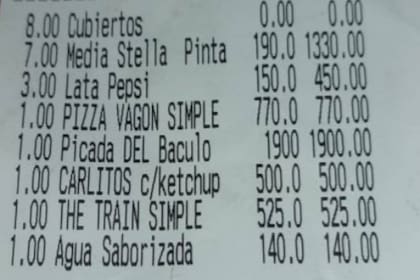 8.00 Cubiertos 0.00 0.00
7.00 Media Stella Pinta 190.0 1330.00
3.00 Lata Pepsi 150.0 450.00
1.00 PIZZA VAGON SIMPLE 770.0 770.00
1.00 Picada DEL Baculo 1900 1900.00
1.00 CARLITOS c/ketchup 500.0 500.00
1.00 THE TRAIN SIMPLE 525.0 525.00
1.00 Agua Saborizada 140.0 140.00